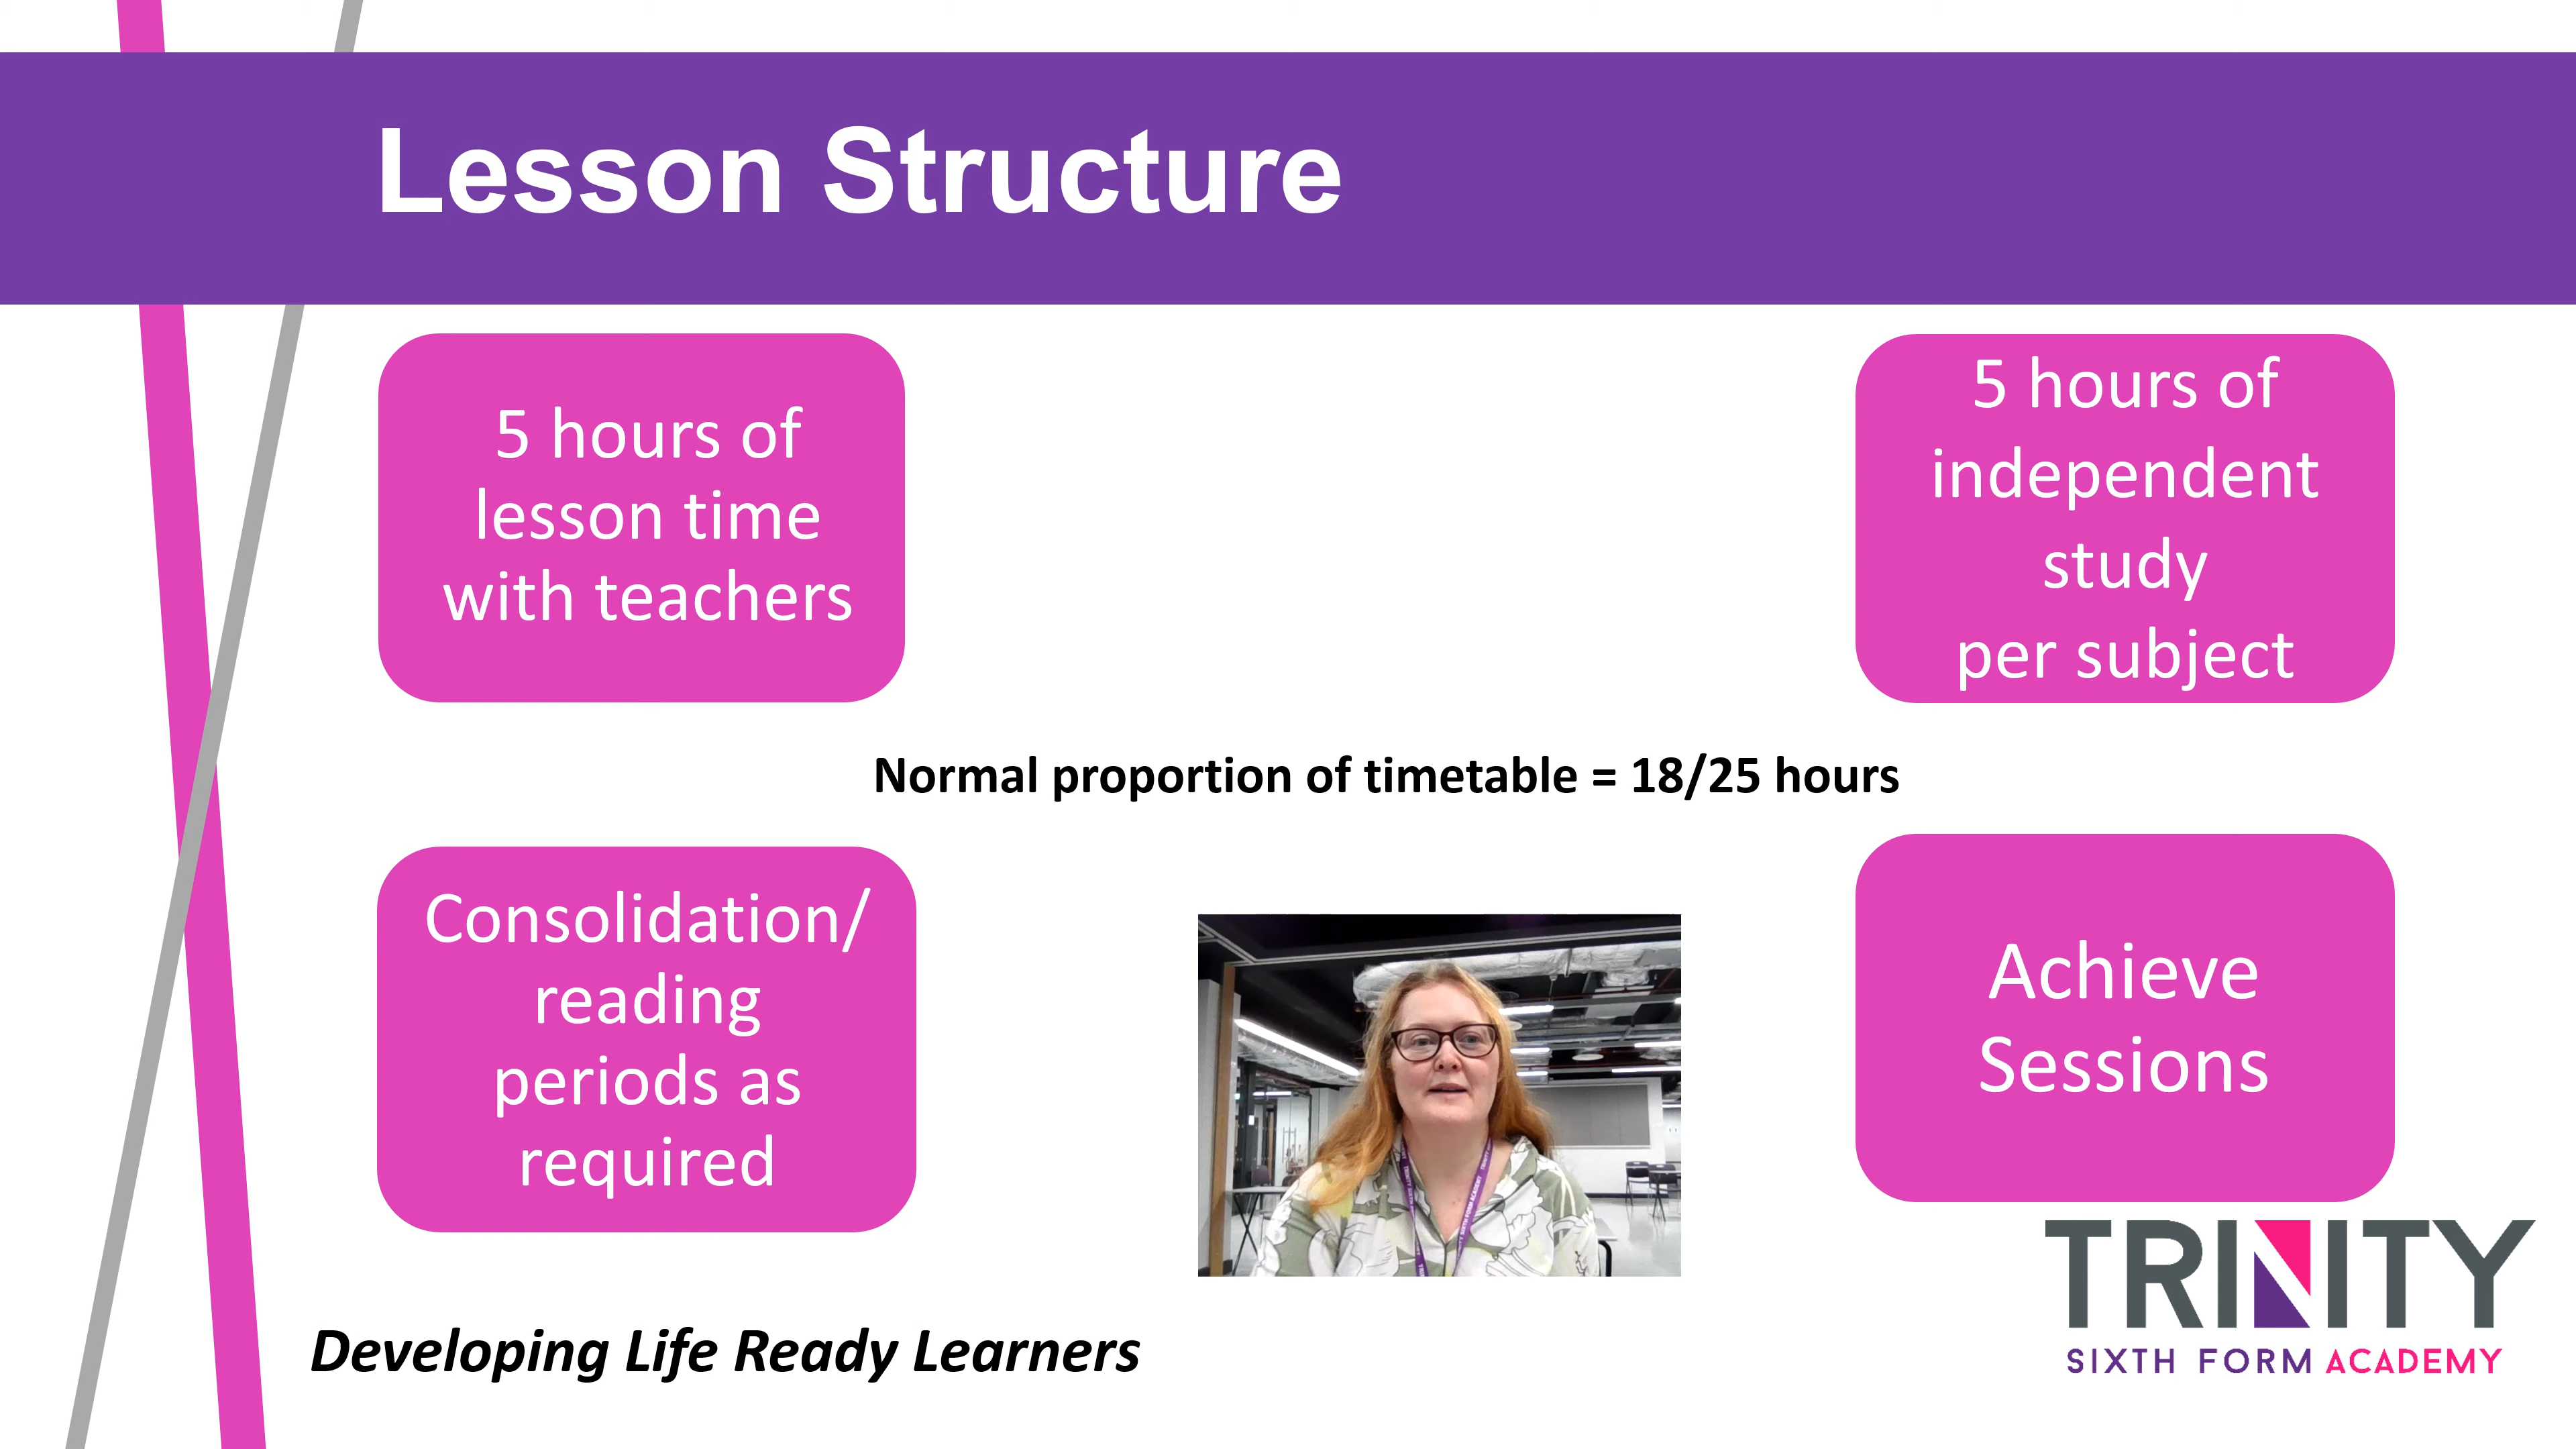 Lesson Structure
5 hours of
lesson time
with teachers
5 hours of
independent
study
per subject
Normal proportion of timetable = 18/25 hours
Consolidation/
reading
periods as
required
Achieve
Sessions
Developing Life Ready Learners
TRINITY
SIXTH FORM ACADEMY